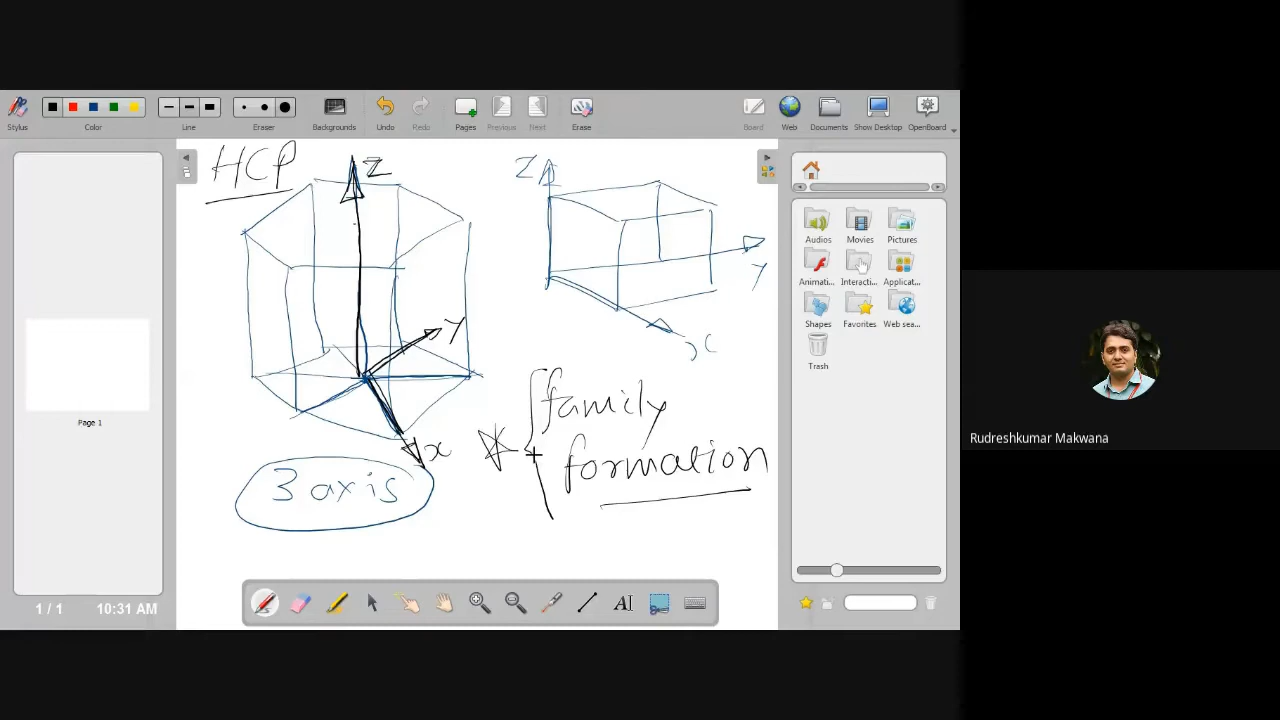 Stylus
Color
Line
Eraser
Backgrounds
Undo
Redo
Pages
Previous
Next
Erase
Board
Web
Documents
Show Desktop
OpenBoard
HCP
Z
Y
x
3 axis
Z
Y
x
family
formation
Page 1
1 / 1 10:31 AM
Audios
Movies
Pictures
Animati...
Interacti...
Applicat...
Shapes
Favorites
Web sea...
Trash
AI
Rudreshkumar Makwana